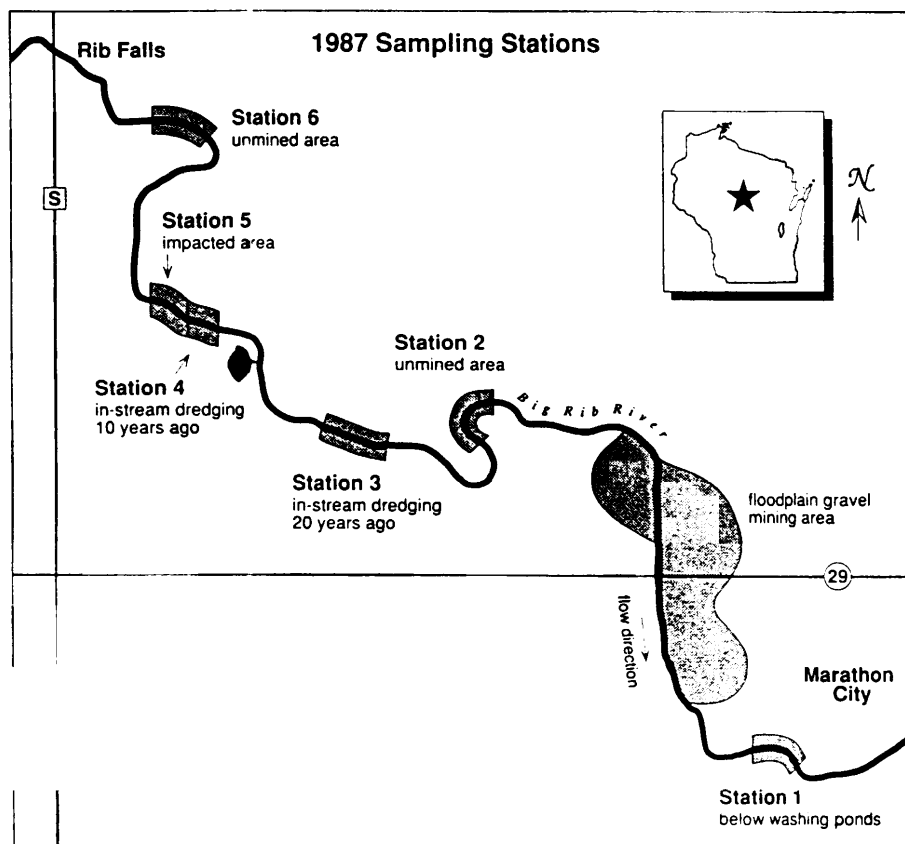 1987 Sampling Stations
Rib Falls
Station 6
unmined area
S
N
Station 5
impacted area
Station 2
unmined area
Big Rib River
Station 4
in-stream dredging
10 years ago
Station 3
in-stream dredging
20 years ago
floodplain gravel
mining area
29
flow direction
Marathon
City
Station 1
below washing ponds